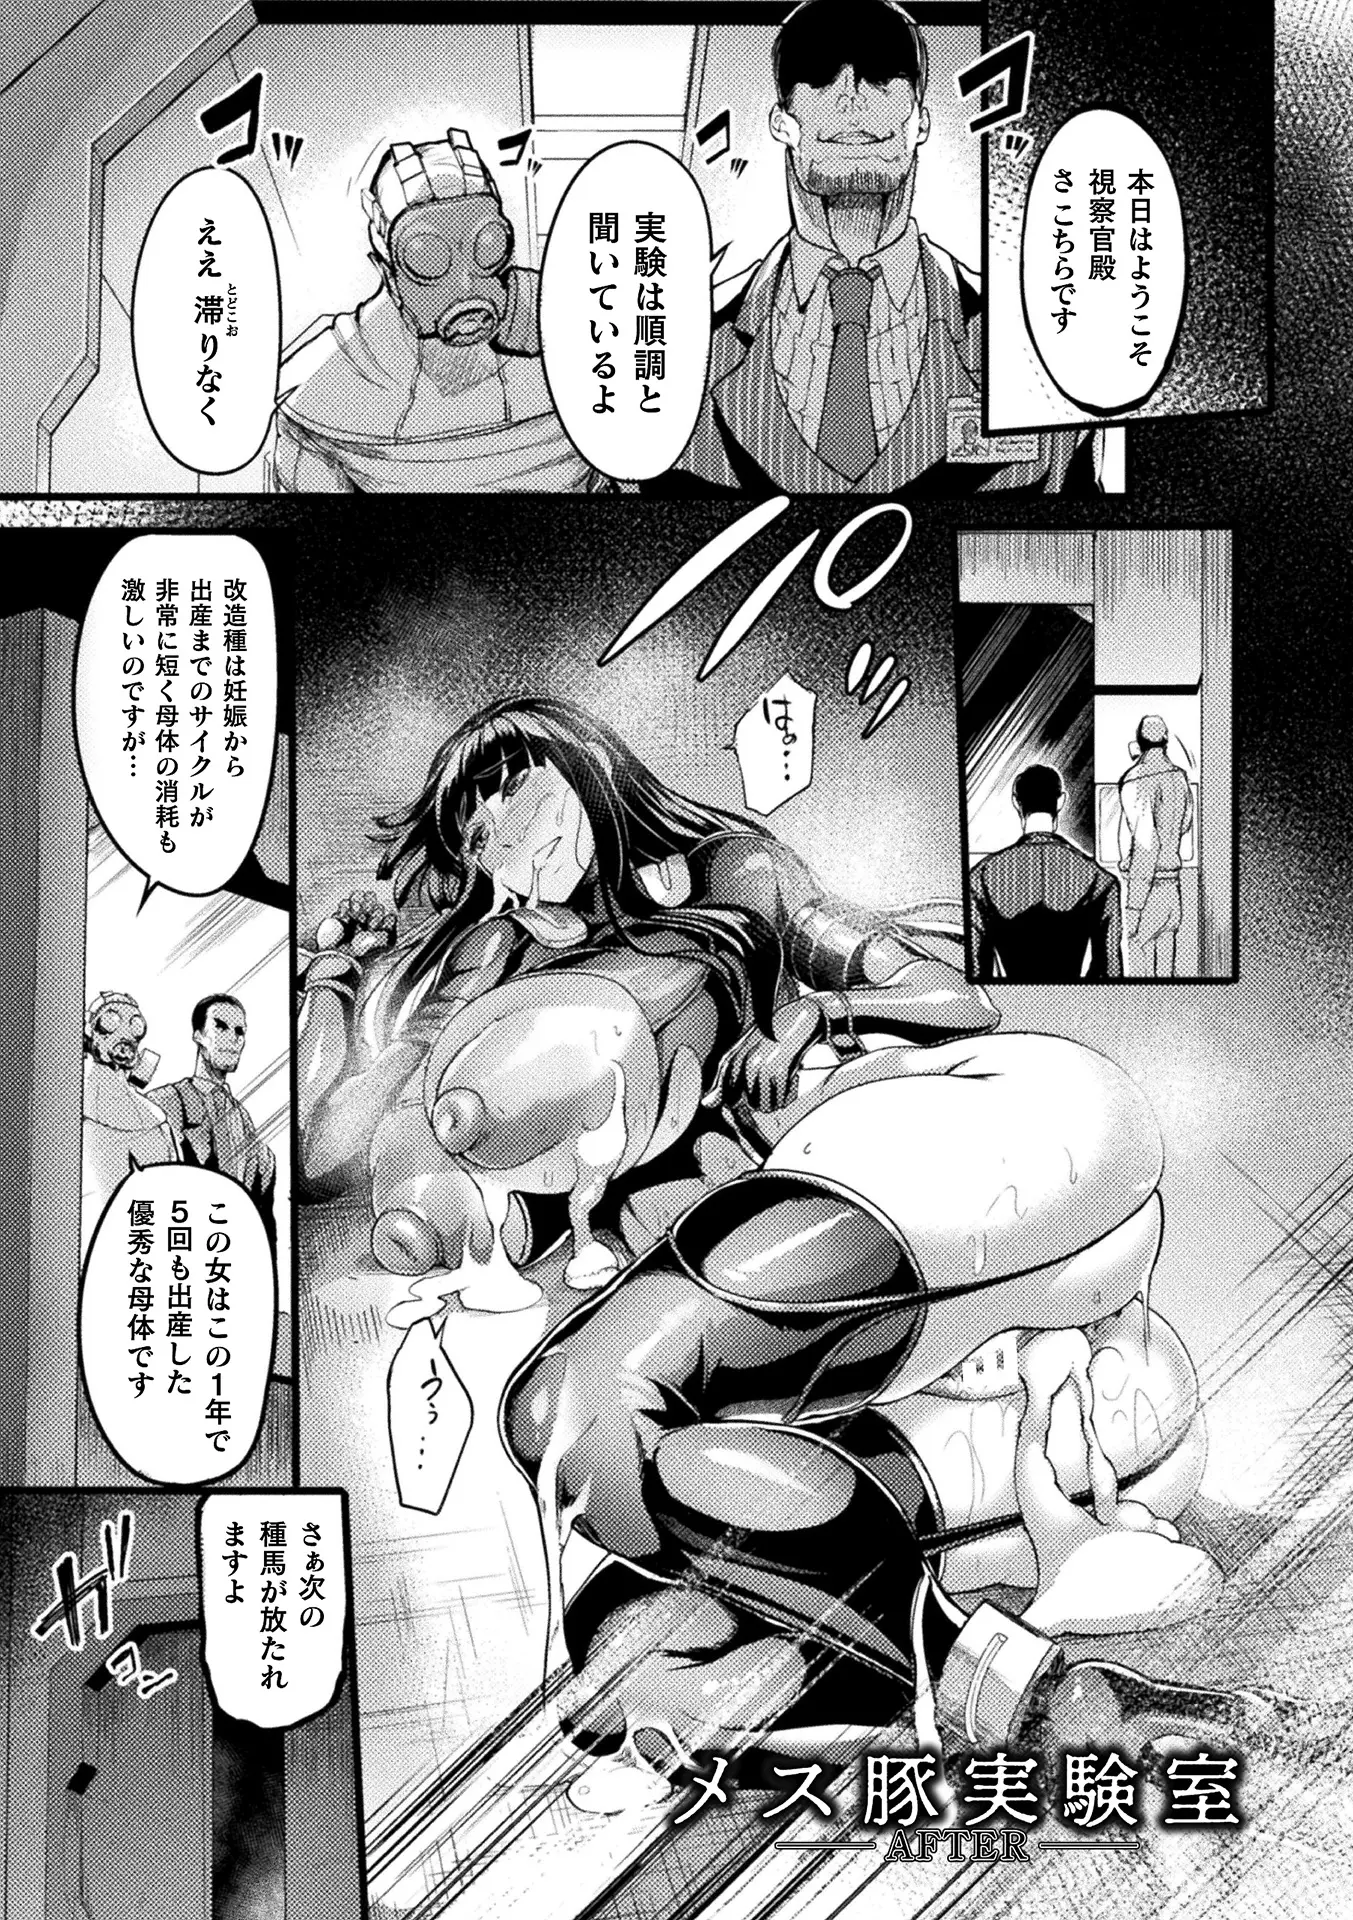 本日はようこそ
視察官殿
さ こちらです
コッ
コッ
コッ
実験は順調と
聞いているよ
ええ 滞りなく
とどこお
はぁ…
改造種は妊娠から
出産までのサイクルが
非常に短く母体の消耗も
激しいのですが…
この女はこの1年で
5回も出産した
優秀な母体です
うぅ…
さぁ次の
種馬が放たれ
ますよ
ガ
コン
メス豚実験室
AFTER